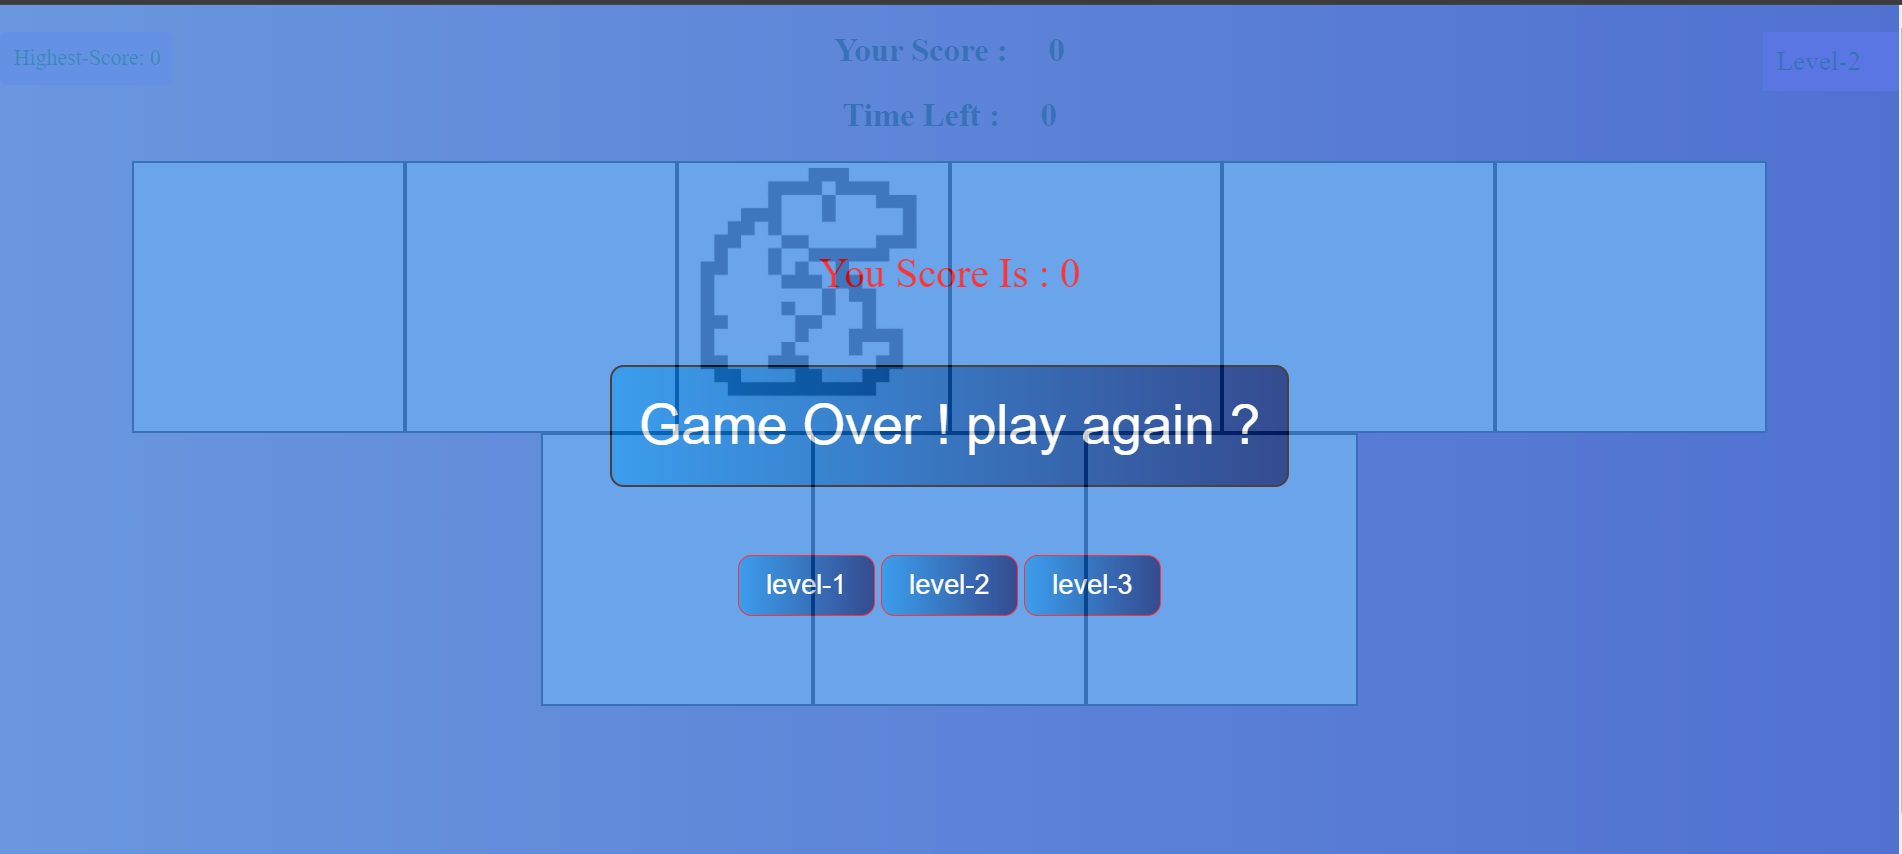 Highest-Score: 0
Your Score : 0
Level-2
Time Left : 0
You Score Is : 0
Game Over ! play again ?
level-1 level-2 level-3